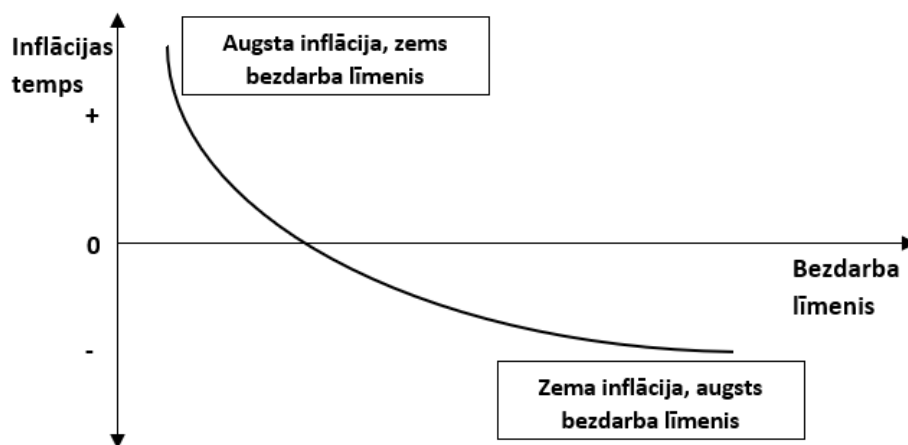 Inflācijas
temps
Augsta inflācija, zems
bezdarba līmenis
+
0
Bezdarba
līmenis
-
Zema inflācija, augsts
bezdarba līmenis